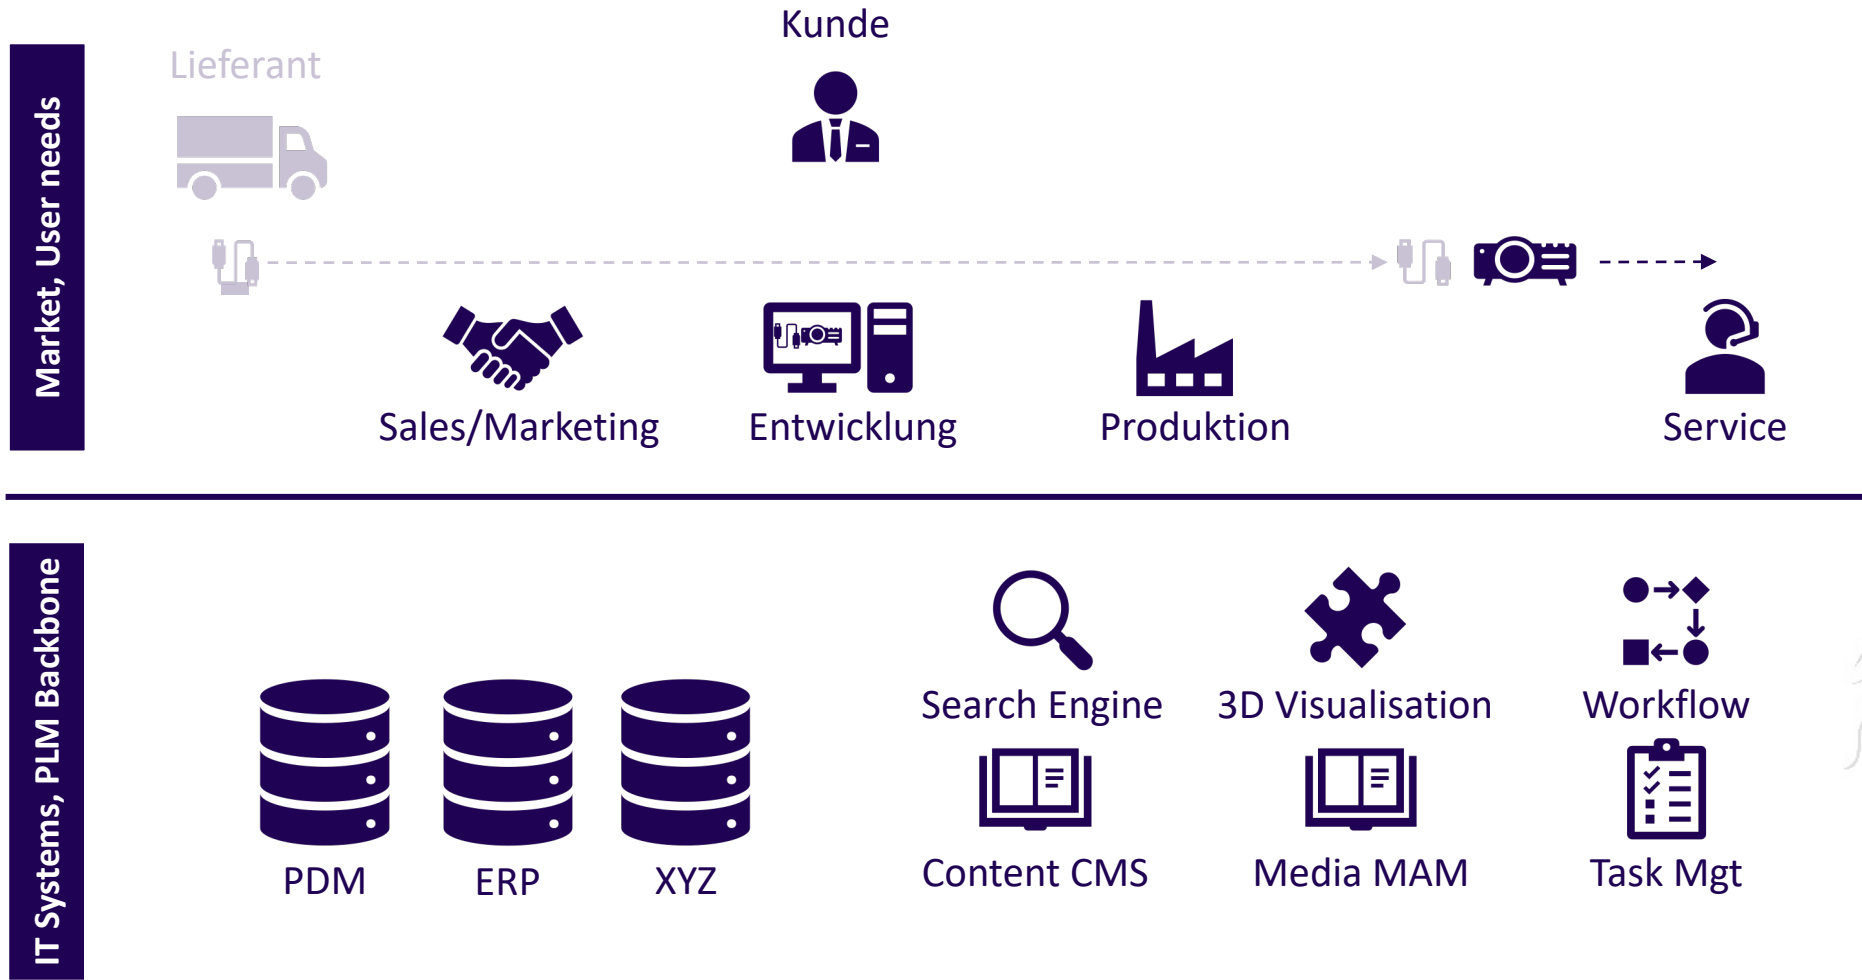 Kunde
Lieferant
Market, User needs
Sales/Marketing
Entwicklung
Produktion
Service
IT Systems, PLM Backbone
Search Engine
3D Visualisation
Workflow
PDM
ERP
XYZ
Content CMS
Media MAM
Task Mgt